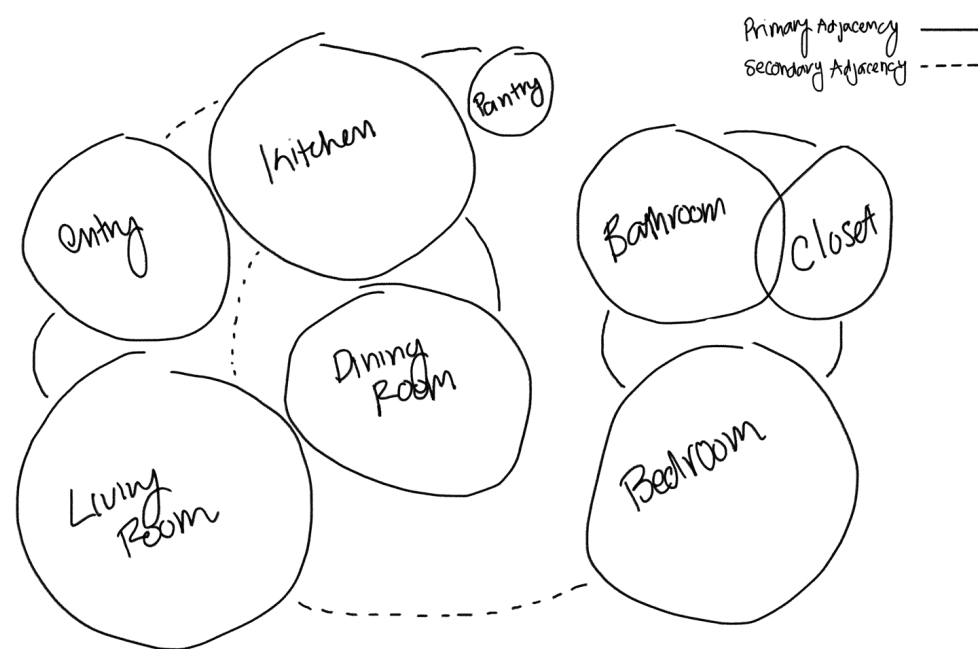 Primary Adjacency
Secondary Adjacency
Pantry
Kitchen
entry
Bathroom
Closet
Dining
Room
Bedroom
Living
Room